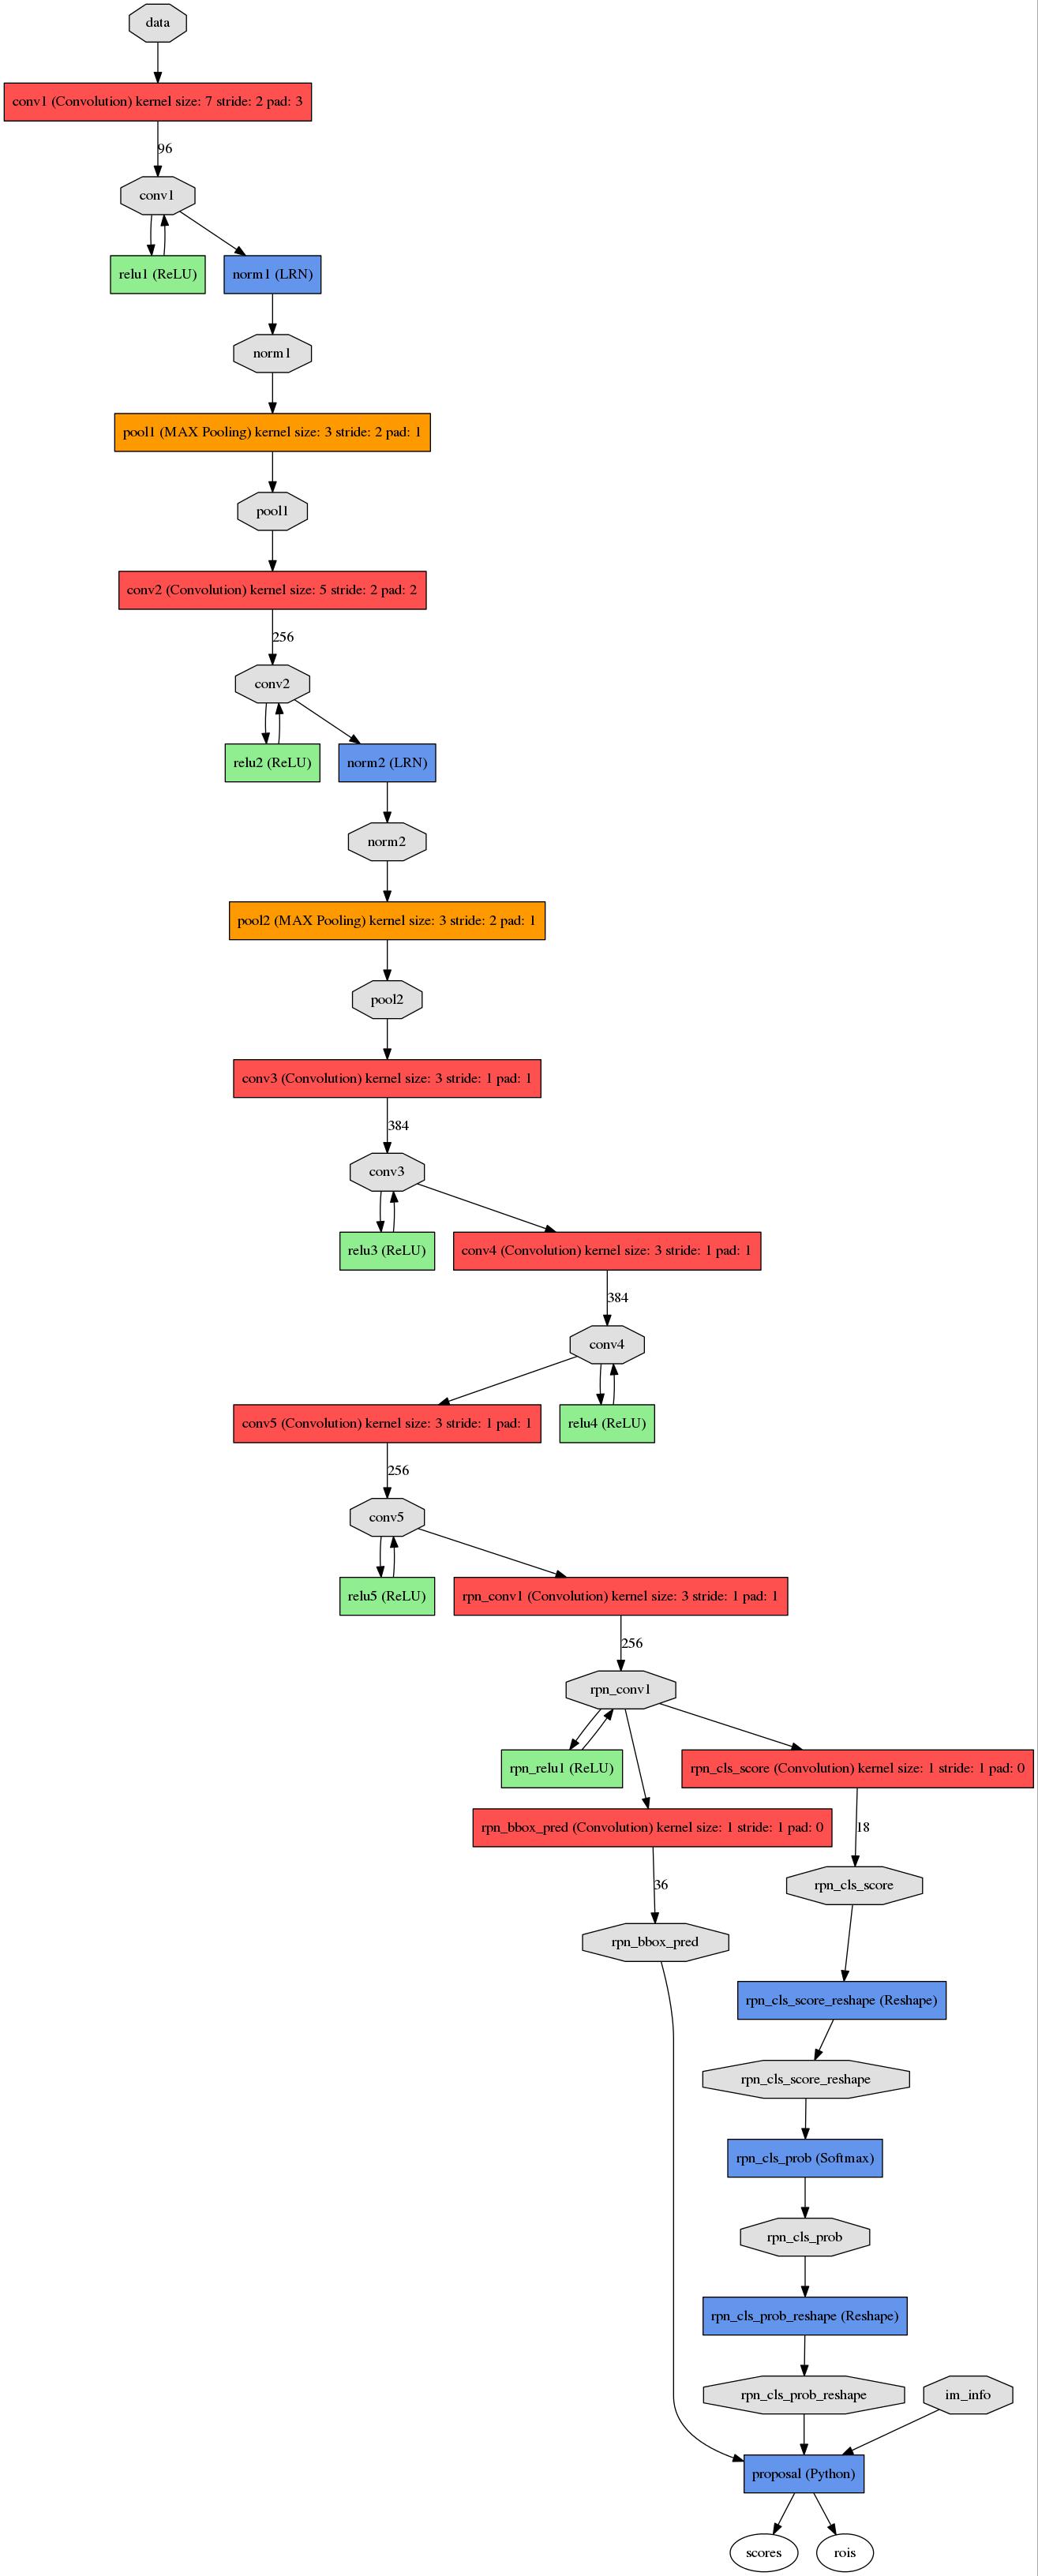 data
conv1 (Convolution) kernel size: 7 stride: 2 pad: 3
96
conv1
relu1 (ReLU)
norm1 (LRN)
norm1
pool1 (MAX Pooling) kernel size: 3 stride: 2 pad: 1
pool1
conv2 (Convolution) kernel size: 5 stride: 2 pad: 2
256
conv2
relu2 (ReLU)
norm2 (LRN)
norm2
pool2 (MAX Pooling) kernel size: 3 stride: 2 pad: 1
pool2
conv3 (Convolution) kernel size: 3 stride: 1 pad: 1
384
conv3
relu3 (ReLU)
conv4 (Convolution) kernel size: 3 stride: 1 pad: 1
384
conv4
conv5 (Convolution) kernel size: 3 stride: 1 pad: 1
relu4 (ReLU)
256
conv5
relu5 (ReLU)
rpn_conv1 (Convolution) kernel size: 3 stride: 1 pad: 1
256
rpn_conv1
rpn_relu1 (ReLU)
rpn_cls_score (Convolution) kernel size: 1 stride: 1 pad: 0
rpn_bbox_pred (Convolution) kernel size: 1 stride: 1 pad: 0
18
36
rpn_cls_score
rpn_bbox_pred
rpn_cls_score_reshape (Reshape)
rpn_cls_score_reshape
rpn_cls_prob (Softmax)
rpn_cls_prob
rpn_cls_prob_reshape (Reshape)
rpn_cls_prob_reshape
im_info
proposal (Python)
scores
rois